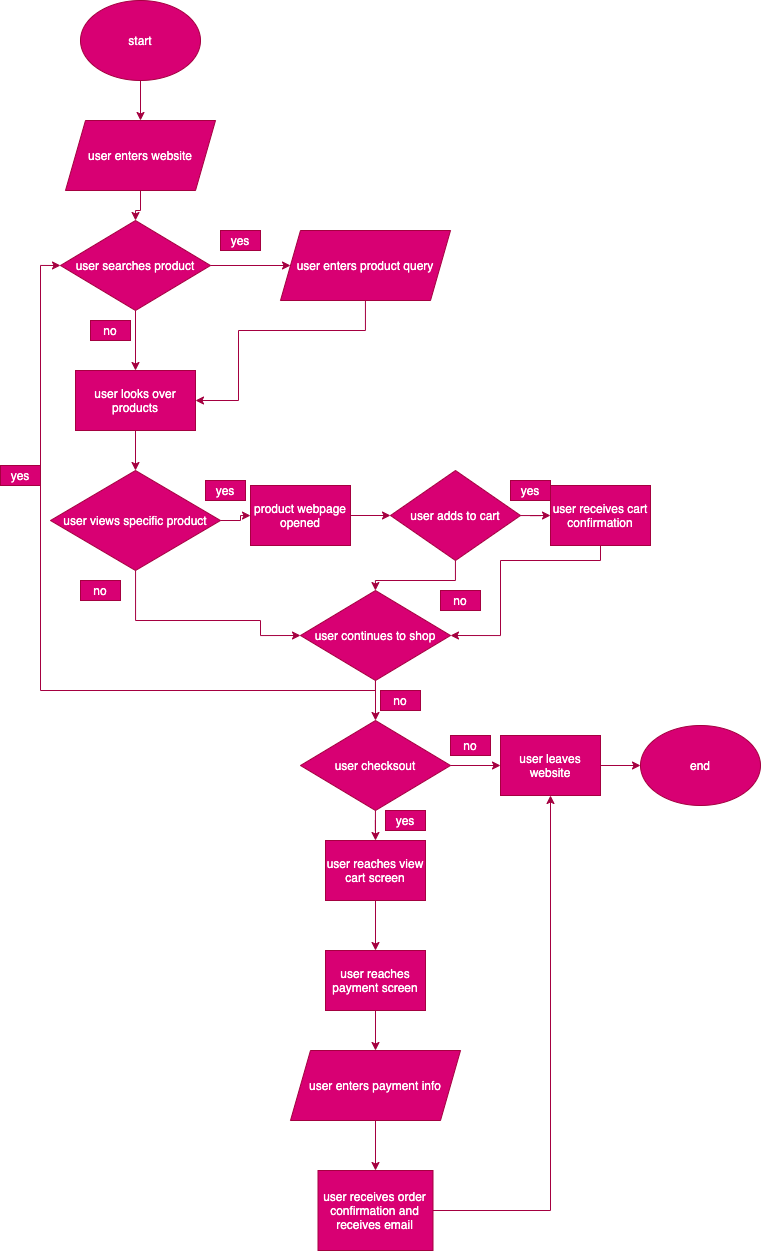 start
user enters website
yes
user searches product
user enters product query
no
user looks over
products
yes
yes
yes
user views specific product
product webpage
opened
user adds to cart
user receives cart
confirmation
no
no
user continues to shop
no
no
user checksout
user leaves
website
end
yes
user reaches view
cart screen
user reaches
payment screen
user enters payment info
user receives order
confirmation and
receives email